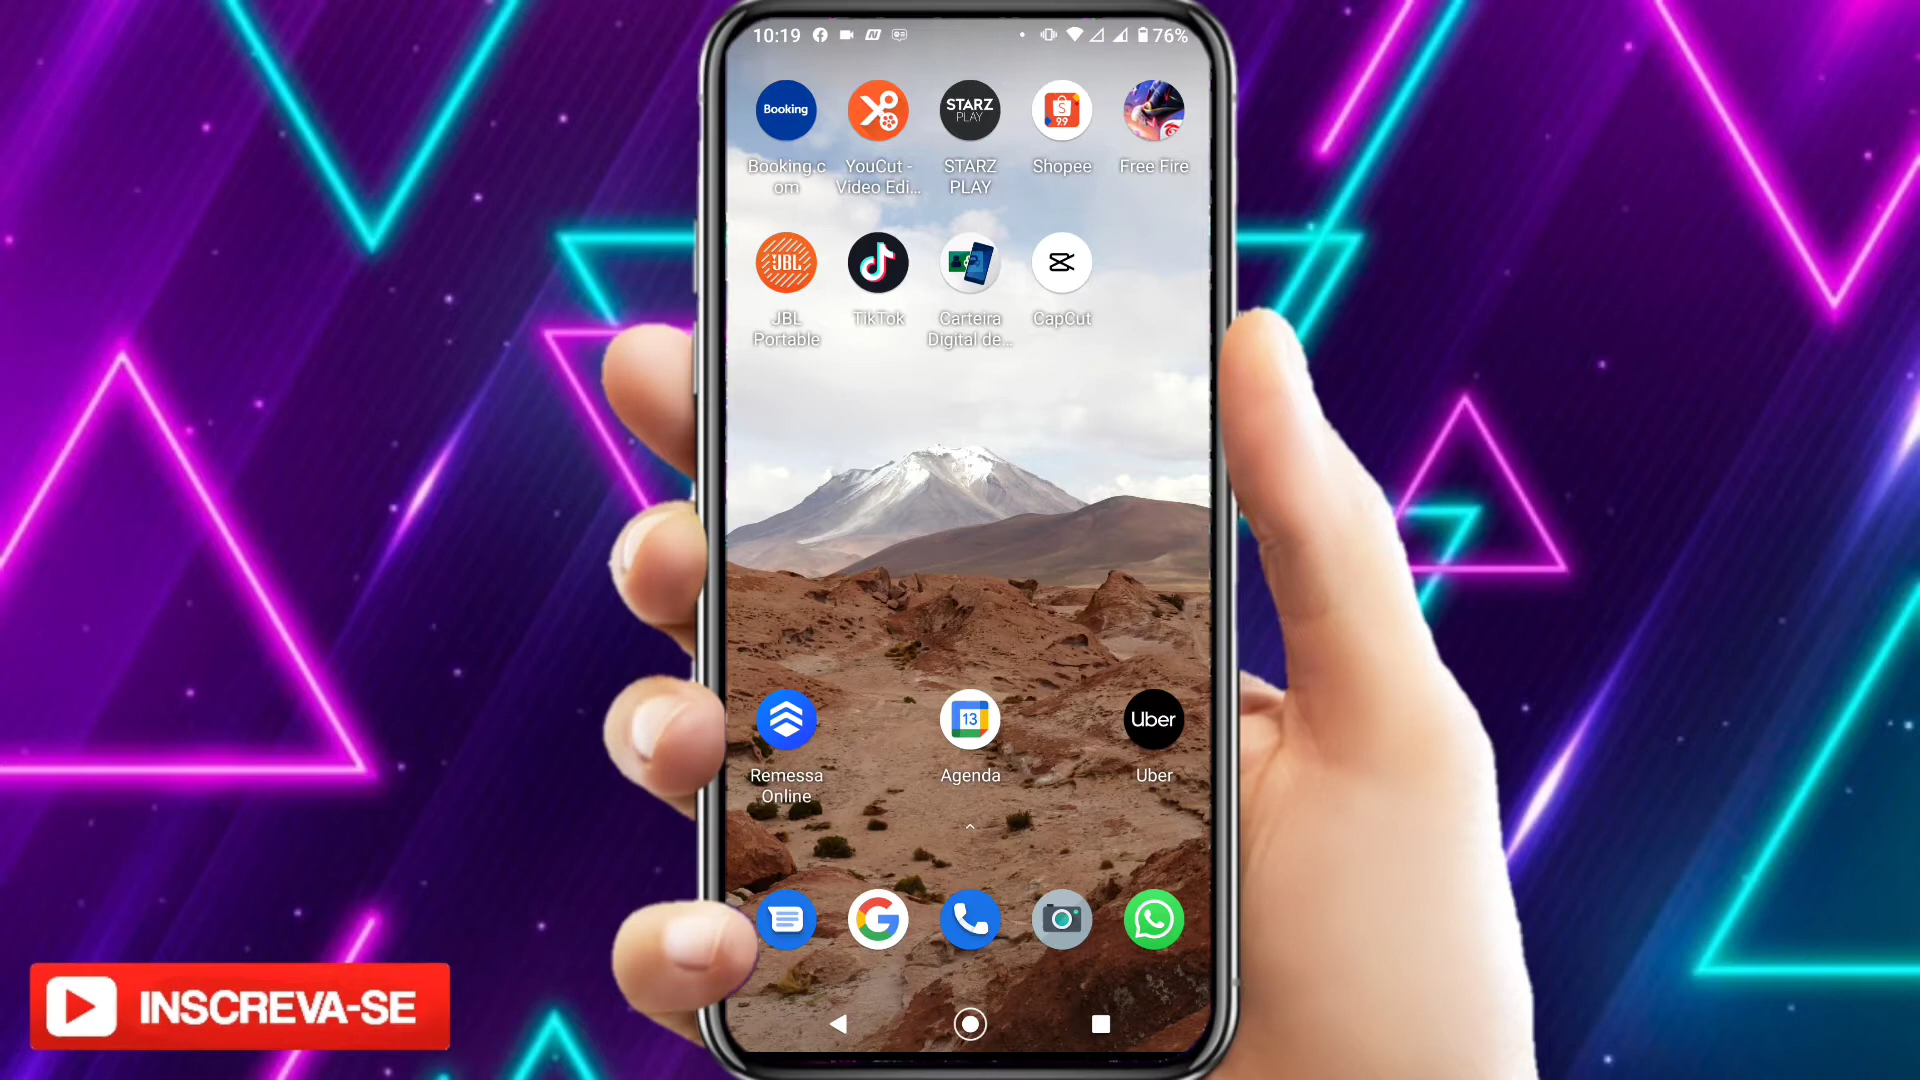 10:19
76%
Booking
STARZ
PLAY
S
99
Booking.c
om
YouCut -
Video Edi...
STARZ
PLAY
Shopee
Free Fire
JBL
JBL
Portable
TikTok
Carteira
Digital de...
CapCut
13
Uber
Remessa
Online
Agenda
Uber
G
INSCREVA-SE